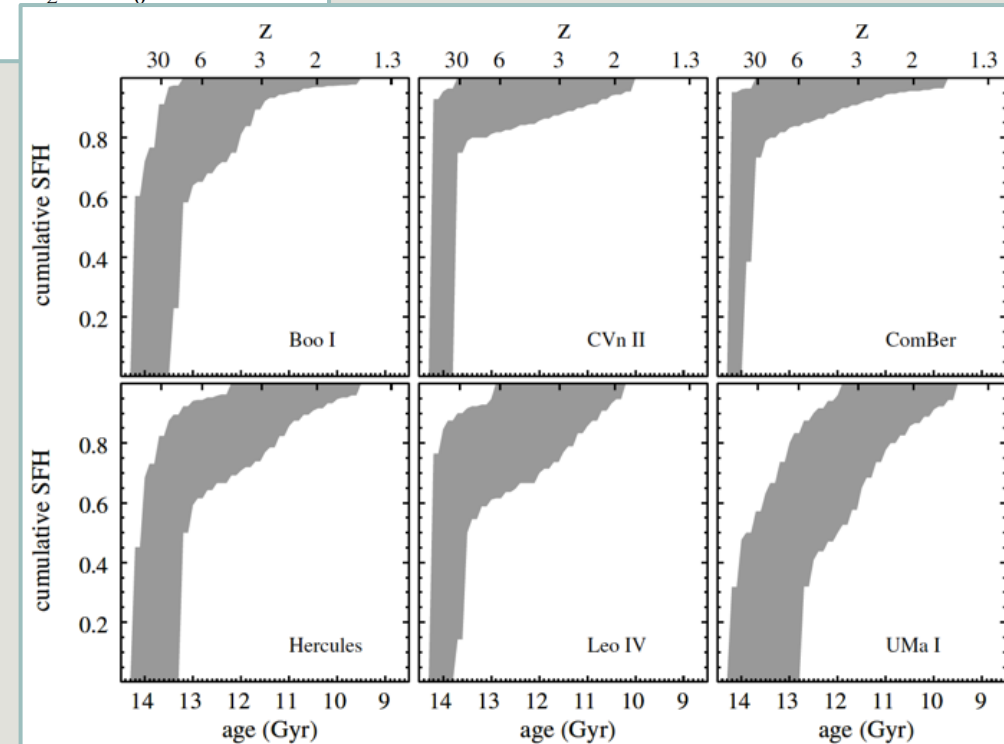 z z z
30 6 3 2 1.3 30 6 3 2 1.3 30 6 3 2 1.3
cumulative SFH
0.8
0.6
0.4
0.2
Boo I CVn II ComBer
cumulative SFH
0.8
0.6
0.4
0.2
Hercules Leo IV UMa I
14 13 12 11 10 9 14 13 12 11 10 9 14 13 12 11 10 9
age (Gyr) age (Gyr) age (Gyr)